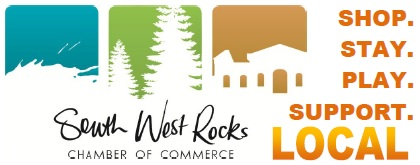 South West Rocks
CHAMBER OF COMMERCE
SHOP.
STAY.
PLAY.
SUPPORT.
LOCAL